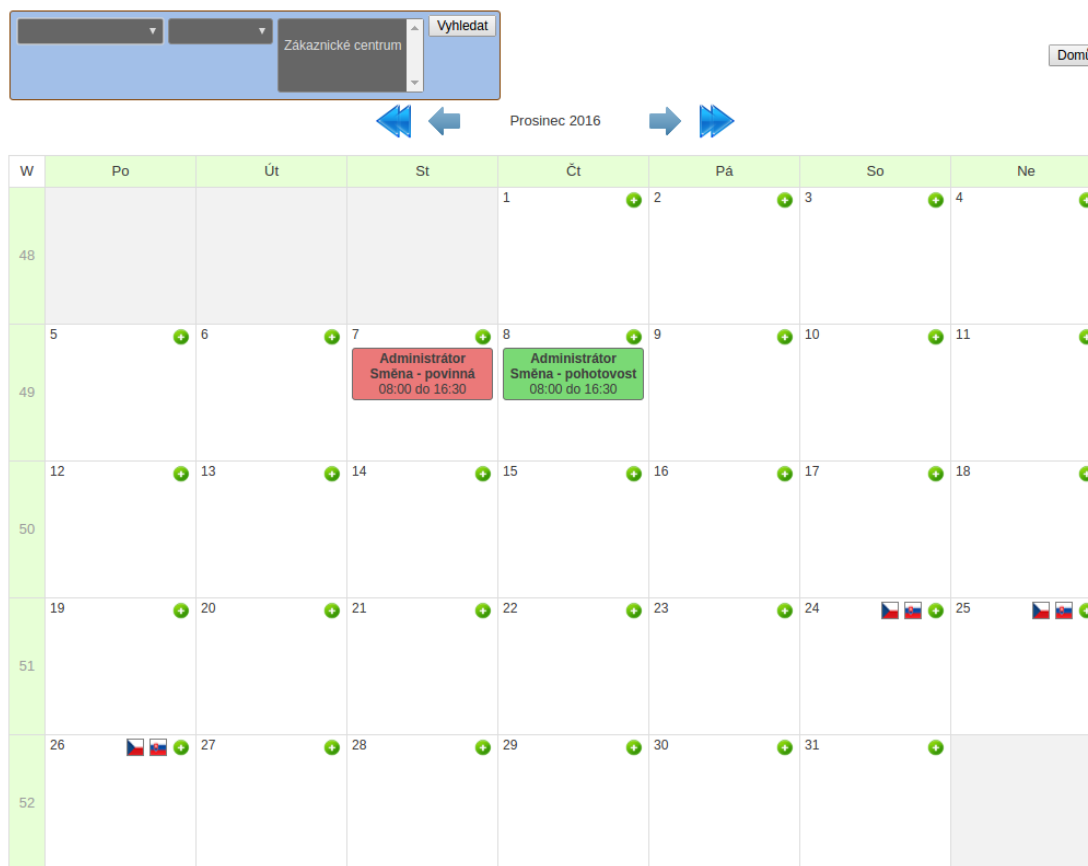 Zákaznické centrum
Vyhledat
Domů
Prosinec 2016
W Po Út St Čt Pá So Ne
48 1 2 3 4
49 5 6 7 8 9 10 11
Administrátor Administrátor
Směna - povinná Směna - pohotovost
08:00 do 16:30 08:00 do 16:30
50 12 13 14 15 16 17 18
51 19 20 21 22 23 24 25
52 26 27 28 29 30 31